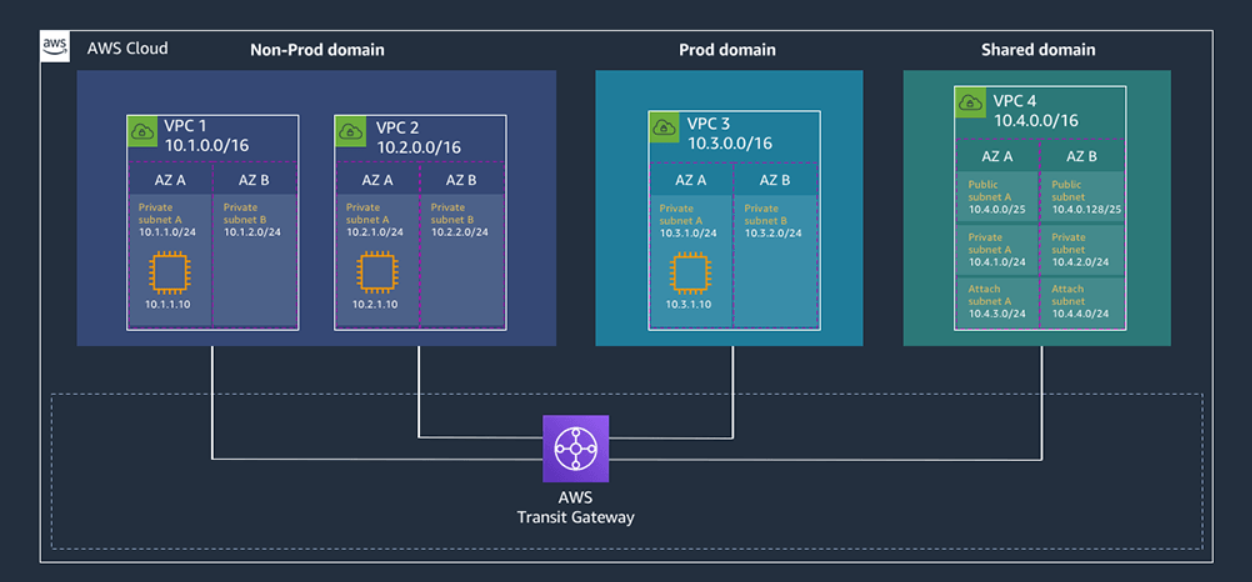 aws
AWS Cloud
Non-Prod domain
Prod domain
Shared domain
VPC 1
10.1.0.0/16
AZ A
AZ B
Private
subnet A
10.1.1.0/24
Private
subnet B
10.1.2.0/24
10.1.1.10
VPC 2
10.2.0.0/16
AZ A
AZ B
Private
subnet A
10.2.1.0/24
Private
subnet B
10.2.2.0/24
10.2.1.10
VPC 3
10.3.0.0/16
AZ A
AZ B
Private
subnet A
10.3.1.0/24
Private
subnet B
10.3.2.0/24
10.3.1.10
VPC 4
10.4.0.0/16
AZ A
AZ B
Public
subnet A
10.4.0.0/25
Public
subnet
10.4.0.128/25
Private
subnet A
10.4.1.0/24
Private
subnet
10.4.2.0/24
Attach
subnet A
10.4.3.0/24
Attach
subnet
10.4.4.0/24
AWS
Transit Gateway